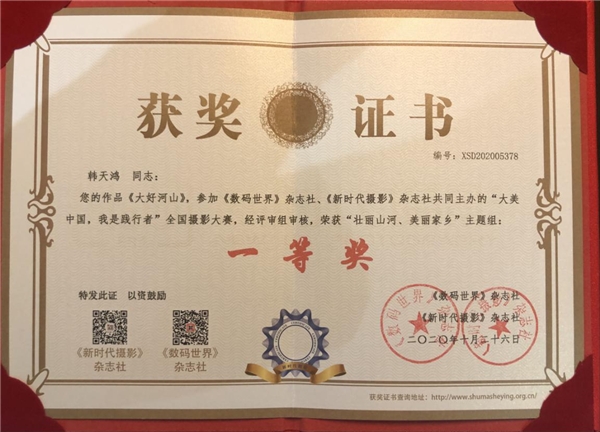 获奖 证书
编号：XSD202005378
韩天鸿 同志：
您的作品《大好河山》，参加《数码世界》杂志社、《新时代摄影》杂志社共同主办的“大美
中国，我是践行者”全国摄影大赛，经评审组审核，荣获“壮丽山河、美丽家乡”主题组：
一等奖
特发此证 以资鼓励
《新时代摄影》
杂志社
《数码世界》
杂志社
《数码世界》杂志社
《新时代摄影》杂志社
二〇二〇年十月二十六日
获奖证书查询地址：http://www.shumasheying.org.cn/